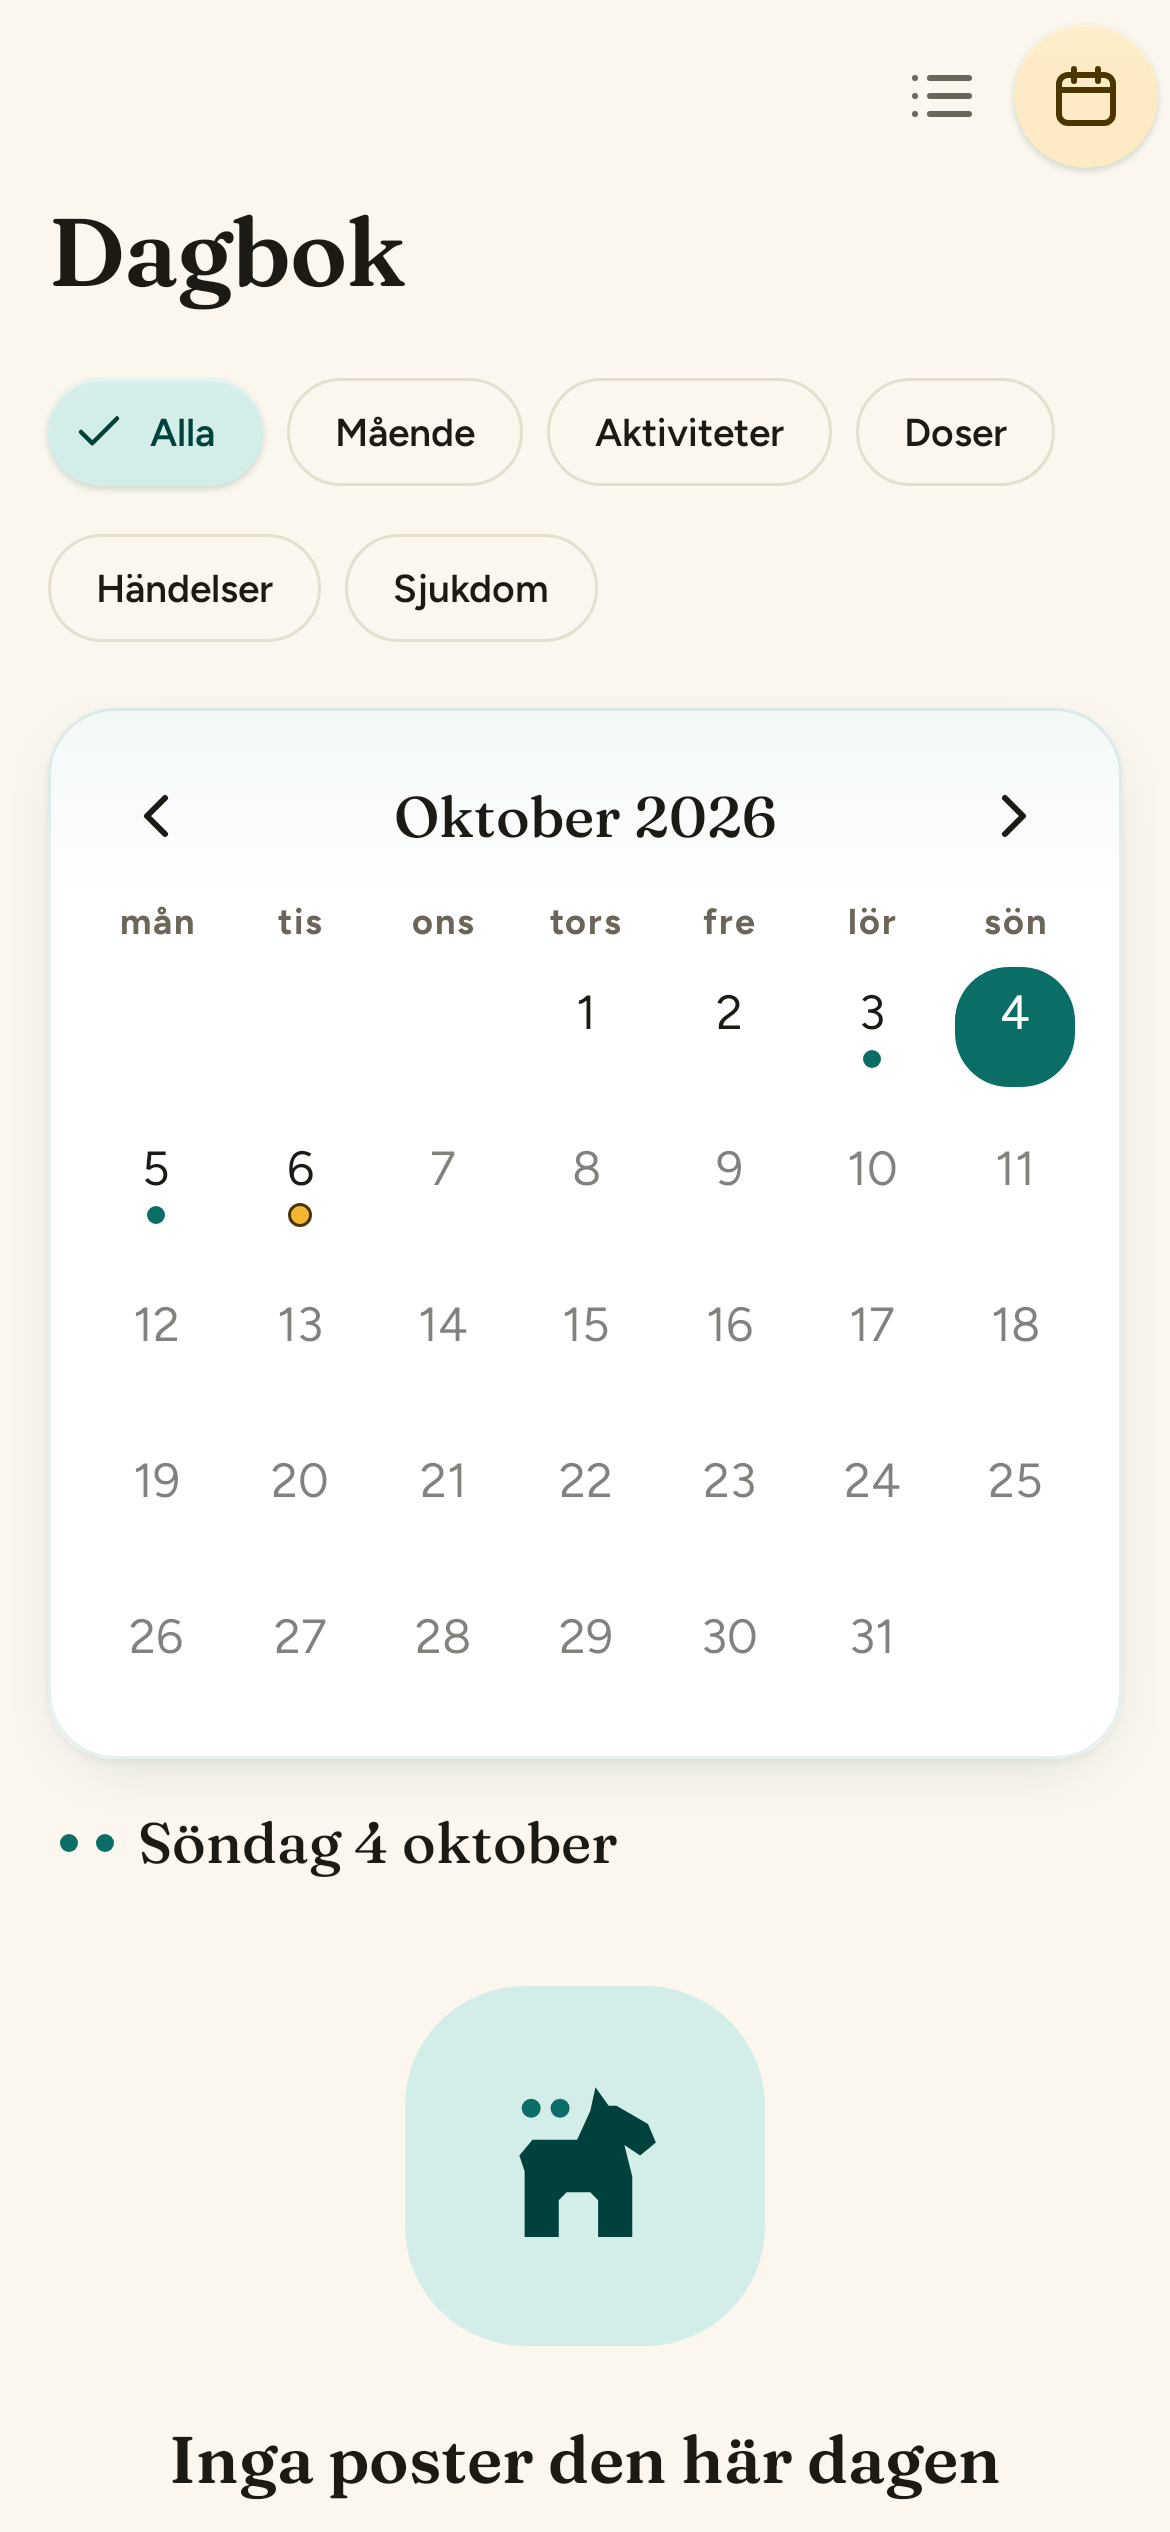 Dagbok
Alla Mående Aktiviteter Doser
Händelser Sjukdom
Oktober 2026
mån tis ons tors fre lör sön
1 2 3 4
5 6 7 8 9 10 11
12 13 14 15 16 17 18
19 20 21 22 23 24 25
26 27 28 29 30 31
Söndag 4 oktober
Inga poster den här dagen